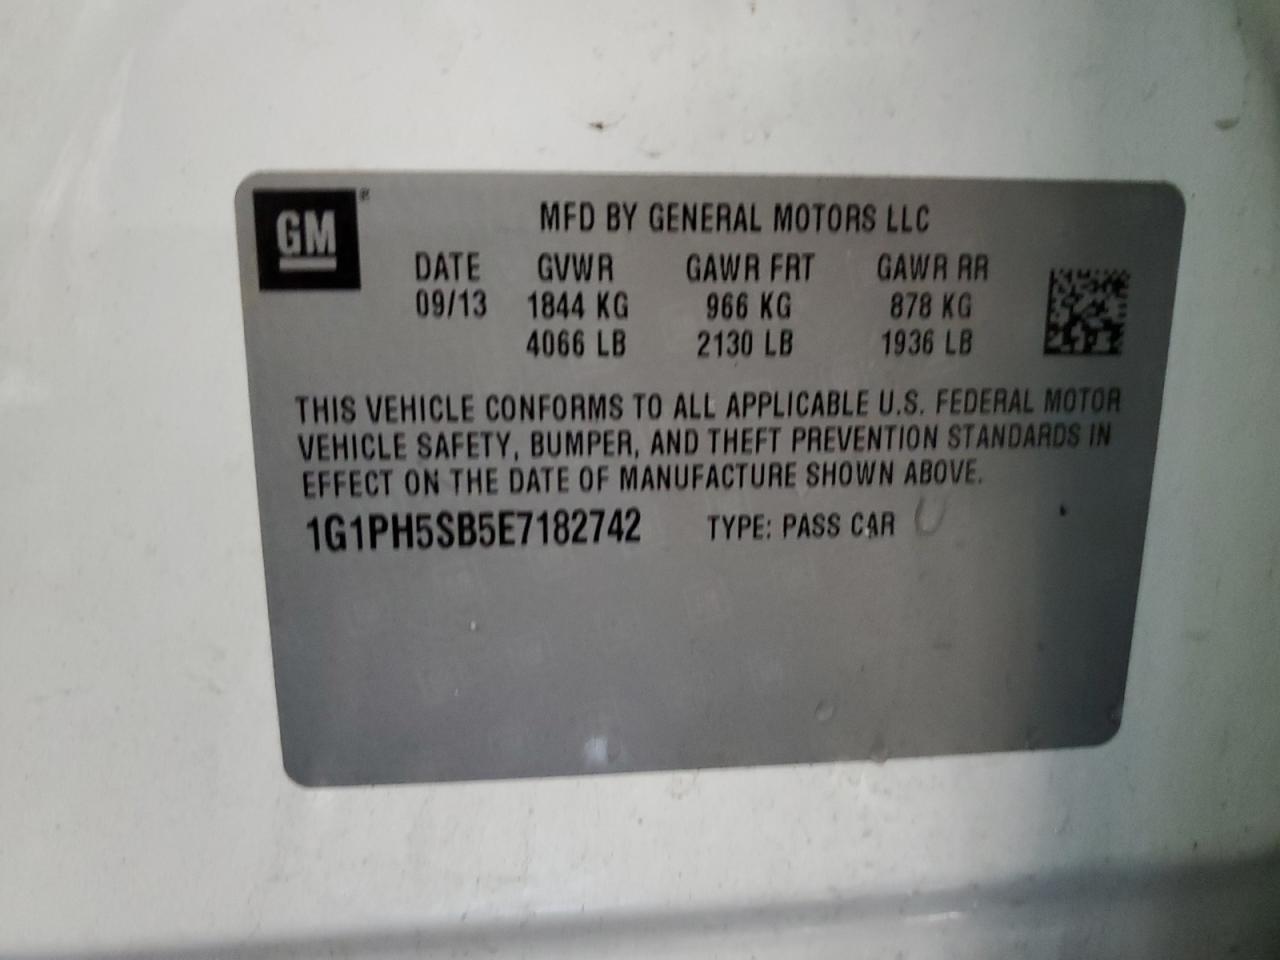 GM ®
MFD BY GENERAL MOTORS LLC
DATE GVWR GAWR FRT GAWR RR
09/13 1844 KG 966 KG 878 KG
4066 LB 2130 LB 1936 LB
THIS VEHICLE CONFORMS TO ALL APPLICABLE U.S. FEDERAL MOTOR
VEHICLE SAFETY, BUMPER, AND THEFT PREVENTION STANDARDS IN
EFFECT ON THE DATE OF MANUFACTURE SHOWN ABOVE.
1G1PH5SB5E7182742 TYPE: PASS CAR